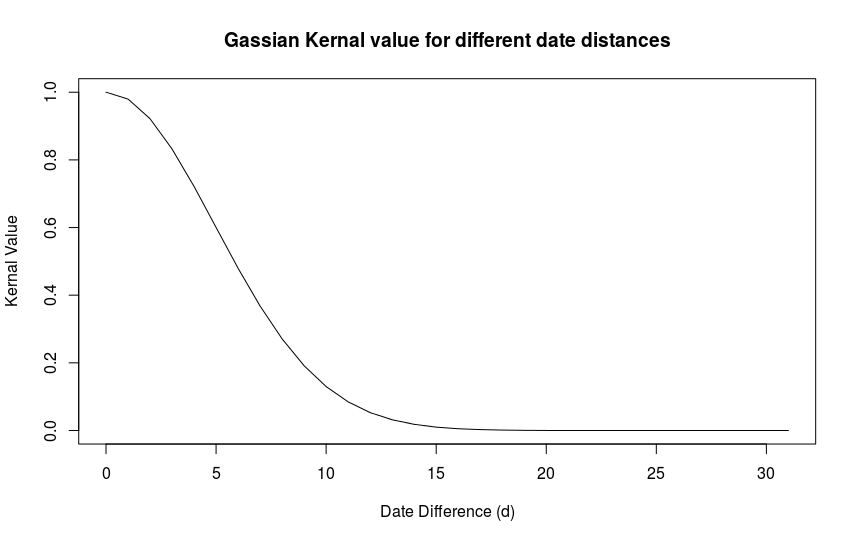 Gassian Kernal value for different date distances
1.0
0.8
0.6
0.4
0.2
0.0
Kernal Value
0 5 10 15 20 25 30
Date Difference (d)